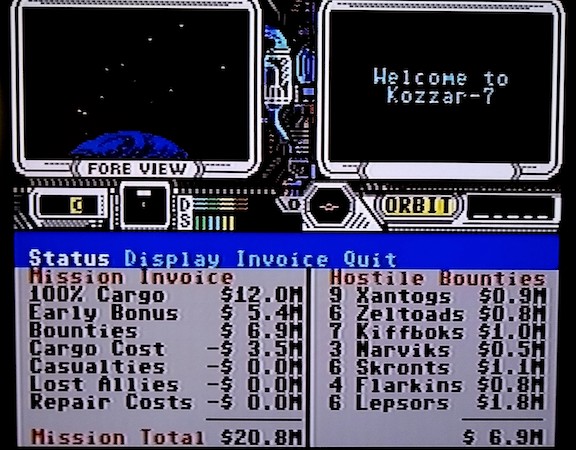 Welcome to
Kozzar-7
FORE VIEW
D
S
ORBIT
Status Display Invoice Quit
Mission Invoice
100% Cargo $12.0M
Early Bonus $ 5.4M
Bounties $ 6.9M
Cargo Cost -$ 3.5M
Casualties -$ 0.0M
Lost Allies -$ 0.0M
Repair Costs -$ 0.0M
Mission Total $20.8M
Hostile Bounties
9 Xantogs $0.9M
6 Zeltoads $0.8M
7 Kiffboks $1.0M
3 Narviks $0.5M
6 Skronts $1.1M
4 Flarkins $0.8M
6 Lepsors $1.8M
$ 6.9M